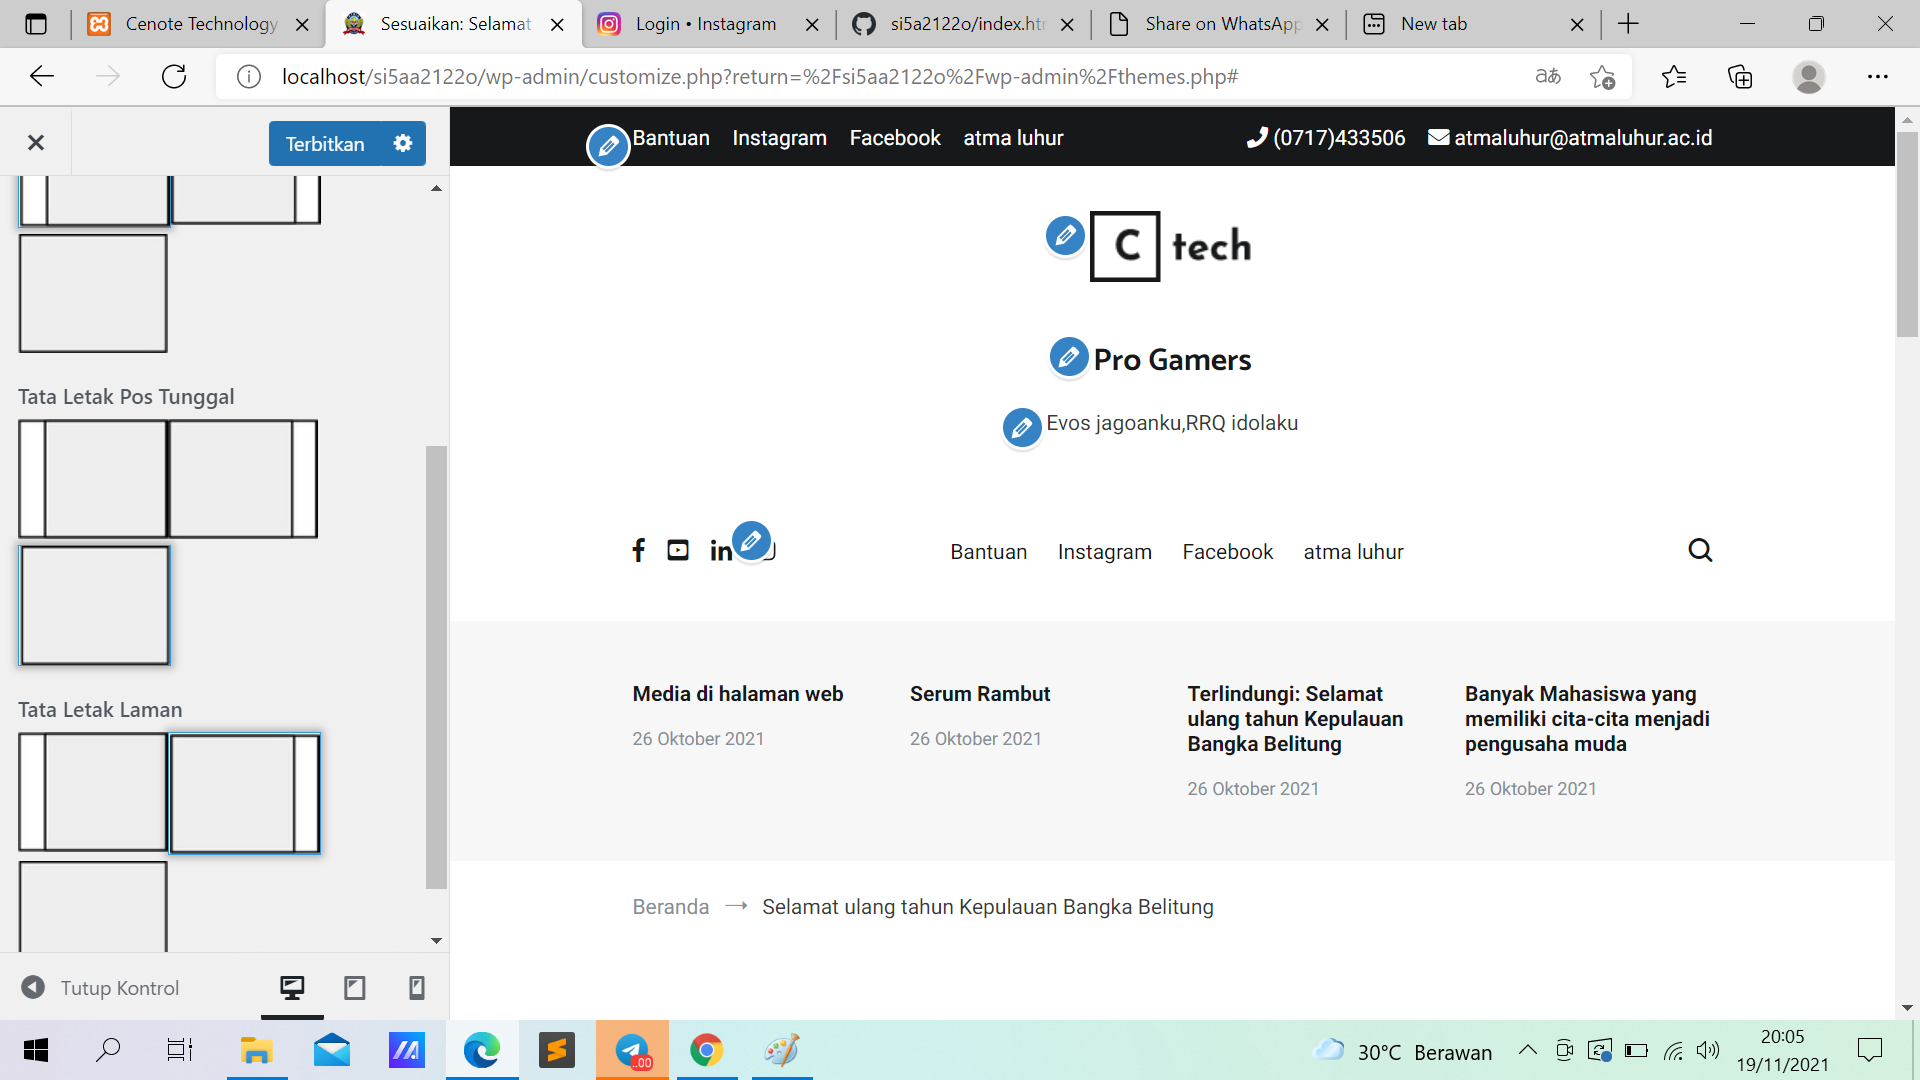 Cenote Technology
Sesuaikan: Selamat
Login • Instagram
si5a2122o/index.ht
Share on WhatsApp
New tab
localhost/si5aa2122o/wp-admin/customize.php?return=%2Fsi5aa2122o%2Fwp-admin%2Fthemes.php#
Terbitkan
Bantuan Instagram Facebook atma luhur
(0717)433506 atmaluhur@atmaluhur.ac.id
C tech
Pro Gamers
Evos jagoanku,RRQ idolaku
Tata Letak Pos Tunggal
Bantuan Instagram Facebook atma luhur
Tata Letak Laman
Media di halaman web
26 Oktober 2021
Serum Rambut
26 Oktober 2021
Terlindungi: Selamat
ulang tahun Kepulauan
Bangka Belitung
26 Oktober 2021
Banyak Mahasiswa yang
memiliki cita-cita menjadi
pengusaha muda
26 Oktober 2021
Beranda → Selamat ulang tahun Kepulauan Bangka Belitung
Tutup Kontrol
30°C Berawan
20:05
19/11/2021